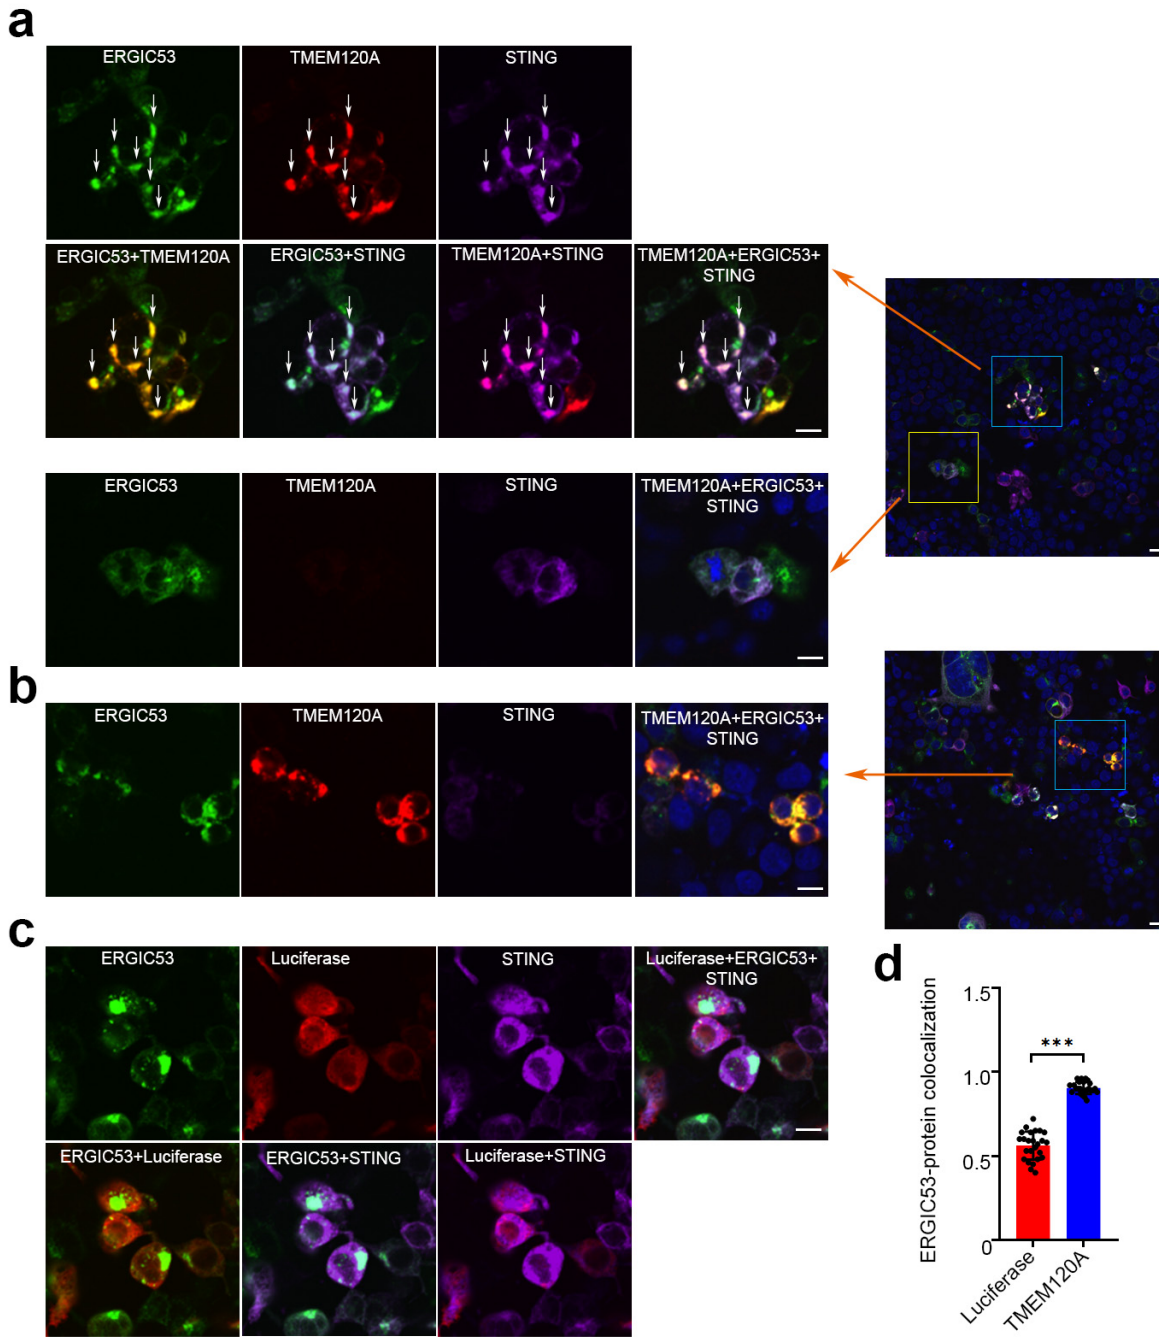 a
ERGIC53
TMEM120A
STING
ERGIC53+TMEM120A
ERGIC53+STING
TMEM120A+STING
TMEM120A+ERGIC53+
STING
ERGIC53
TMEM120A
STING
TMEM120A+ERGIC53+
STING
b
ERGIC53
TMEM120A
STING
TMEM120A+ERGIC53+
STING
c
ERGIC53
Luciferase
STING
Luciferase+ERGIC53+
STING
ERGIC53+Luciferase
ERGIC53+STING
Luciferase+STING
d
ERGIC53-protein colocalization
1.5
1.0
0.5
0
***
Luciferase
TMEM120A